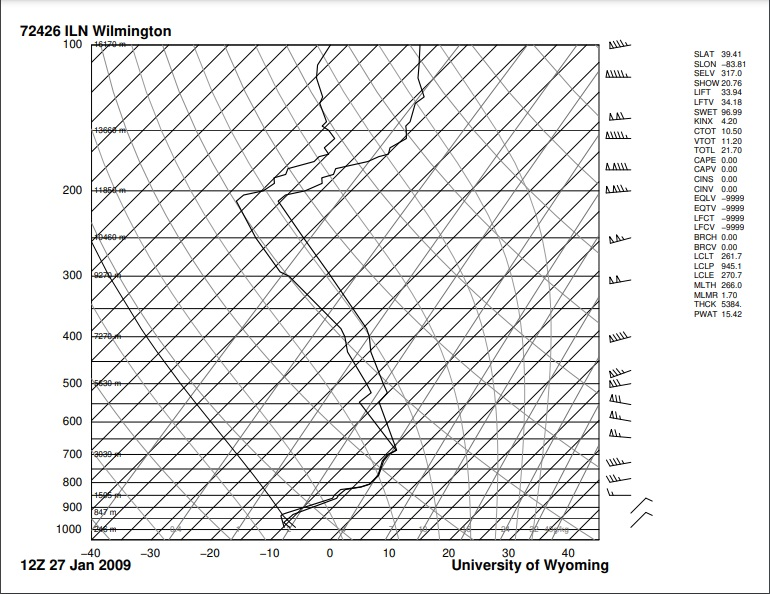 72426 ILN Wilmington
100
16170 m
13660 m
200
11850 m
10460 m
300
9270 m
400
7270 m
500
5630 m
600
700
3039 m
800
1505 m
900
847 m
1000
−40 −30 −20 −10 0 10 20 30 40
12Z 27 Jan 2009
University of Wyoming
SLAT 39.41
SLON −83.81
SELV 317.0
SHOW 20.76
LIFT 33.94
LFTV 34.18
SWET 96.99
KINX 4.20
CTOT 10.50
VTOT 11.20
TOTL 21.70
CAPE 0.00
CAPV 0.00
CINS 0.00
CINV 0.00
EQLV −9999
EQTV −9999
LFCT −9999
LFCV −9999
BRCH 0.00
BRCV 0.00
LCLT 261.7
LCLP 945.1
LCLE 270.7
MLTH 266.0
MLMR 1.70
THCK 5384.
PWAT 15.42